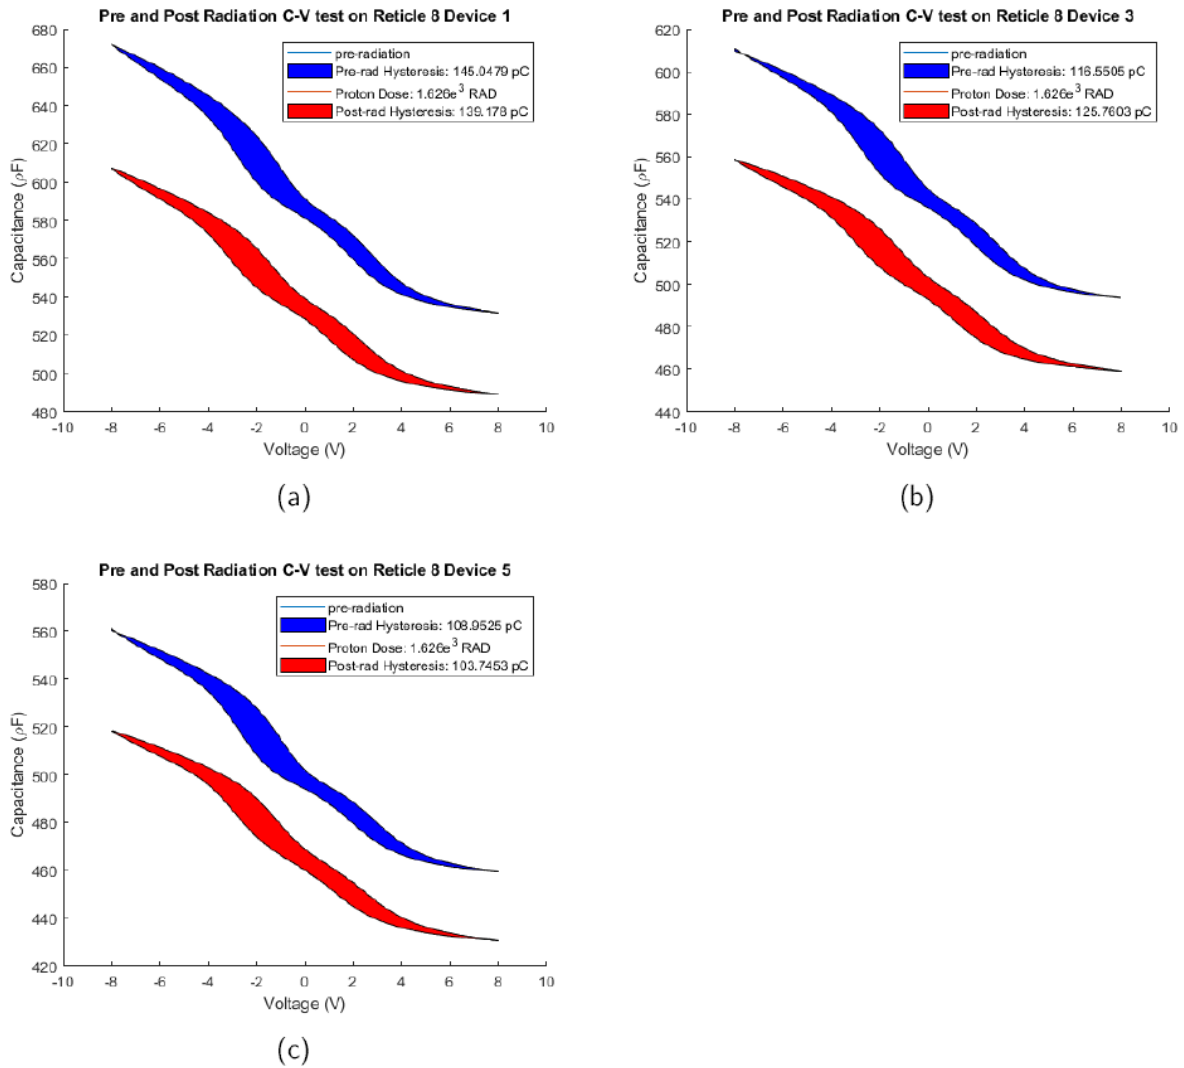 Pre and Post Radiation C-V test on Reticle 8 Device 1
680
660
640
620
600
580
560
540
520
500
480
Capacitance (ρF)
pre-radiation
Pre-rad Hysteresis: 145.0479 pC
Proton Dose: 1.626e³ RAD
Post-rad Hysteresis: 139.178 pC
-10 -8 -6 -4 -2 0 2 4 6 8 10
Voltage (V)
(a)
Pre and Post Radiation C-V test on Reticle 8 Device 3
620
600
580
560
540
520
500
480
460
440
Capacitance (ρF)
pre-radiation
Pre-rad Hysteresis: 116.5505 pC
Proton Dose: 1.626e³ RAD
Post-rad Hysteresis: 125.7603 pC
-10 -8 -6 -4 -2 0 2 4 6 8 10
Voltage (V)
(b)
Pre and Post Radiation C-V test on Reticle 8 Device 5
580
560
540
520
500
480
460
440
420
Capacitance (ρF)
pre-radiation
Pre-rad Hysteresis: 108.9525 pC
Proton Dose: 1.626e³ RAD
Post-rad Hysteresis: 103.7453 pC
-10 -8 -6 -4 -2 0 2 4 6 8 10
Voltage (V)
(c)